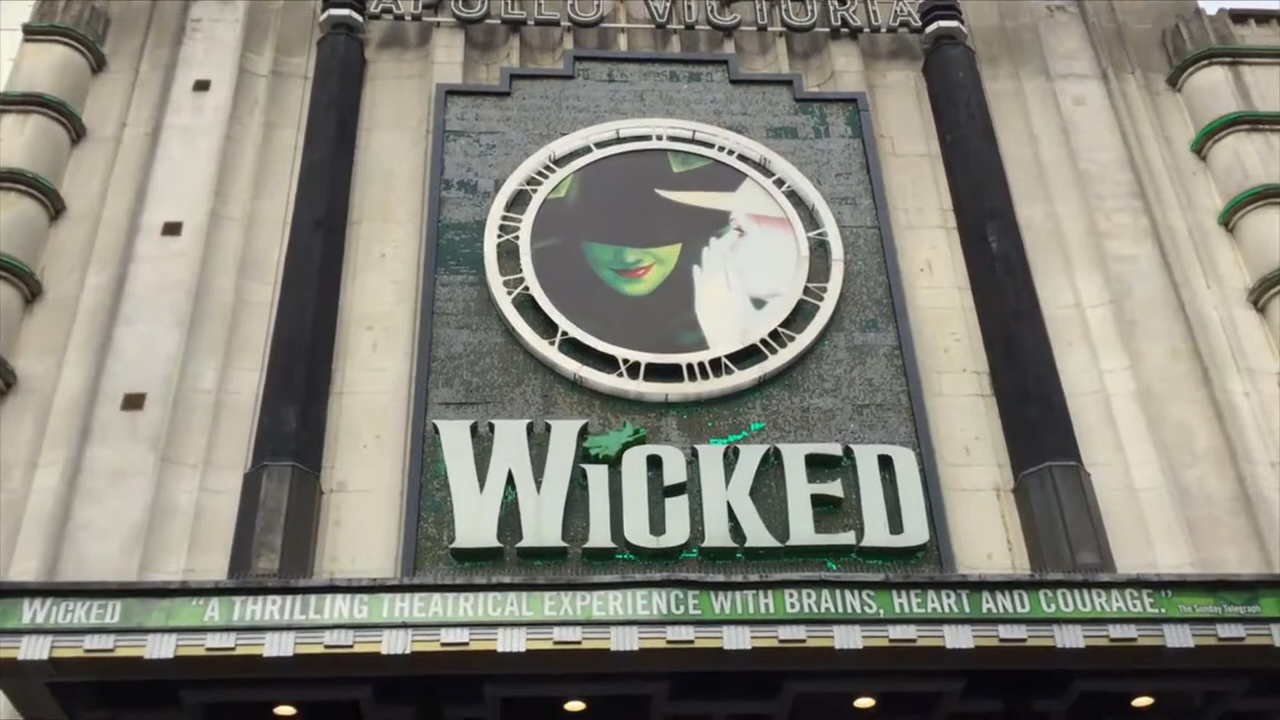 APOLLO VICTORIA
WICKED
WICKED "A THRILLING THEATRICAL EXPERIENCE WITH BRAINS, HEART AND COURAGE." The Sunday Telegraph